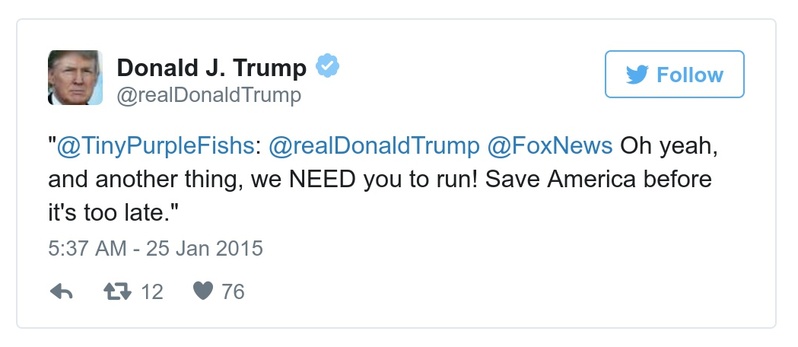 Donald J. Trump
@realDonaldTrump
Follow
"@TinyPurpleFishs: @realDonaldTrump @FoxNews Oh yeah,
and another thing, we NEED you to run! Save America before
it's too late."
5:37 AM - 25 Jan 2015
12 76